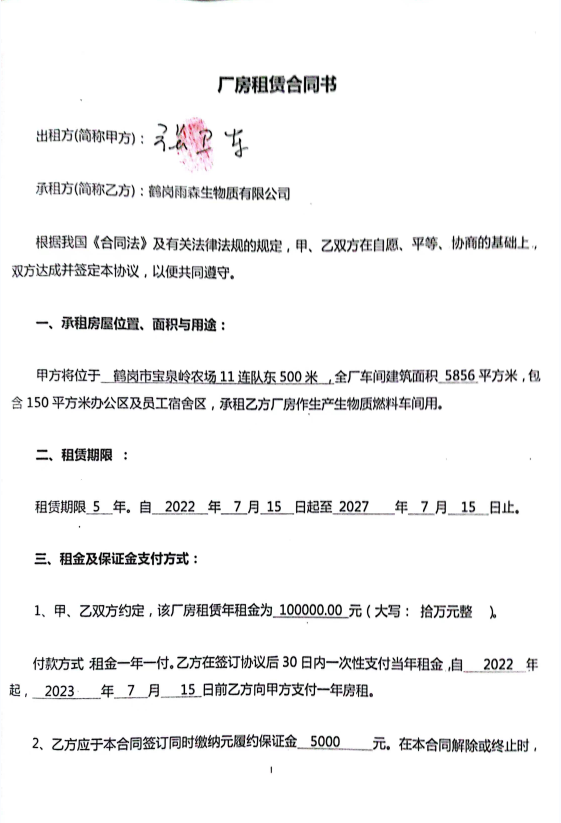 厂房租赁合同书
出租方(简称甲方)：张卫东
承租方(简称乙方)：鹤岗雨森生物质有限公司
根据我国《合同法》及有关法律法规的规定，甲、乙双方在自愿、平等、协商的基础上，
双方达成并签定本协议，以便共同遵守。
一、承租房屋位置、面积与用途：
甲方将位于 鹤岗市宝泉岭农场11连队东500米 ,全厂车间建筑面积 5856 平方米，包
含150平方米办公区及员工宿舍区，承租乙方厂房作生产生物质燃料车间用。
二、租赁期限 ：
租赁期限 5 年。自 2022 年 7 月 15 日起至 2027 年 7 月 15 日止。
三、租金及保证金支付方式：
1、甲、乙双方约定，该厂房租赁年租金为 100000.00 元（大写： 拾万元整 ）。
付款方式:租金一年一付。乙方在签订协议后30日内一次性支付当年租金,自 2022 年
起， 2023 年 7 月 15 日前乙方向甲方支付一年房租。
2、乙方应于本合同签订同时缴纳元履约保证金 5000 元。在本合同解除或终止时，
1